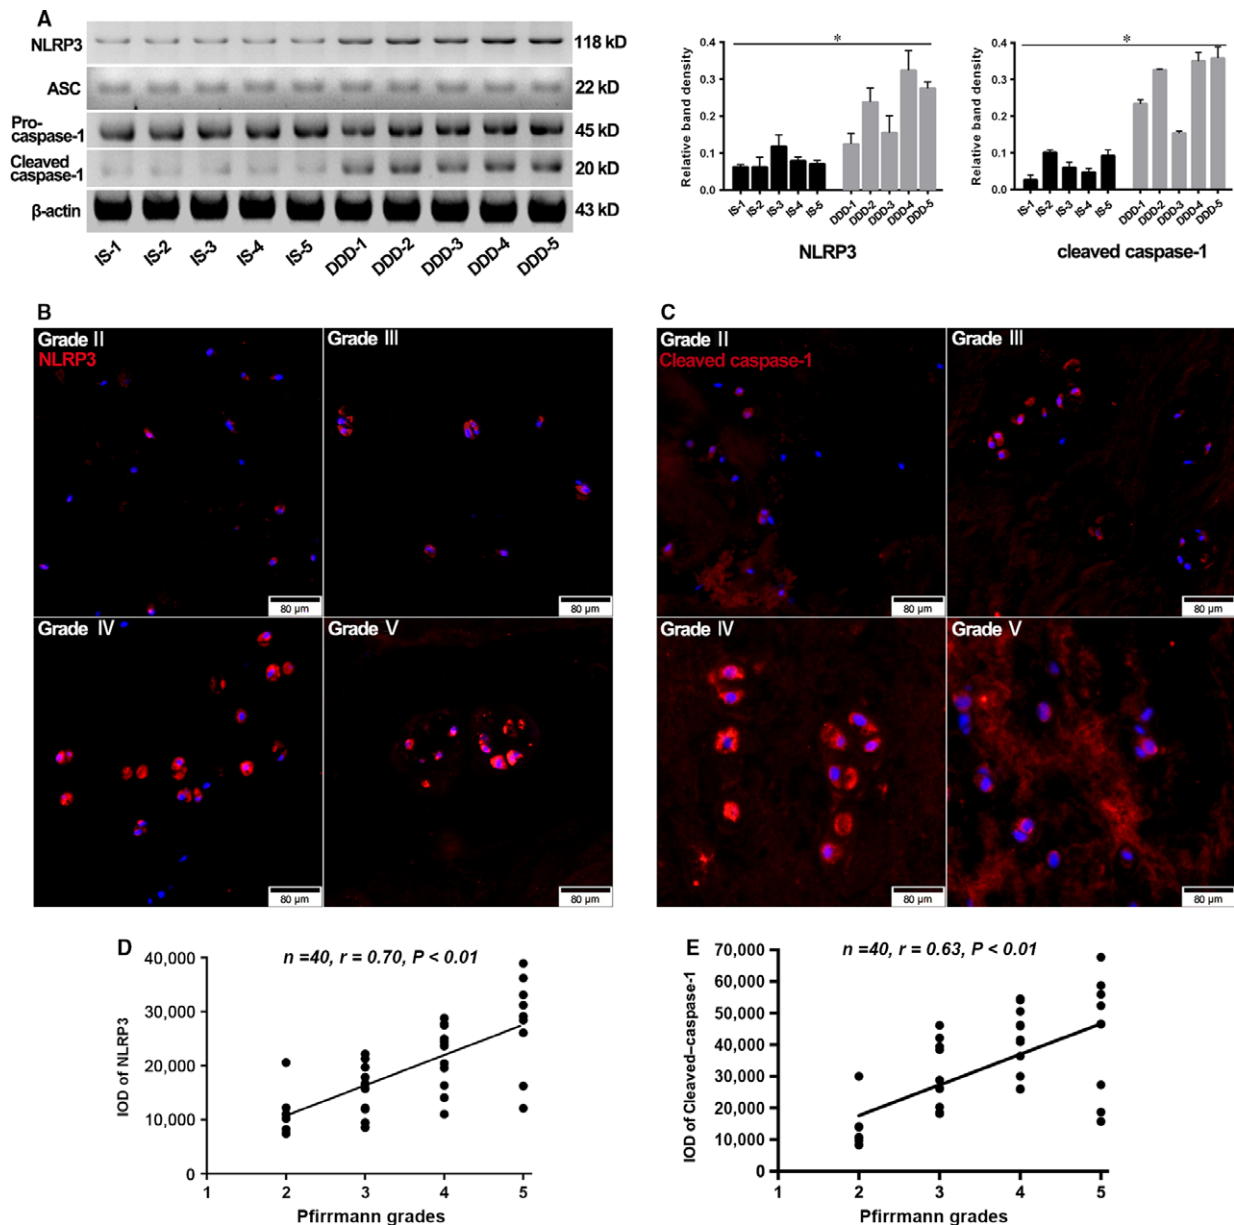 A
NLRP3
118 kD
ASC
22 kD
Pro-
caspase-1
45 kD
Cleaved
caspase-1
20 kD
β-actin
43 kD
IS-1 IS-2 IS-3 IS-4 IS-5 DDD-1 DDD-2 DDD-3 DDD-4 DDD-5
Relative band density
0.4
0.3
0.2
0.1
0.0
*
IS-1 IS-2 IS-3 IS-4 IS-5 DDD-1 DDD-2 DDD-3 DDD-4 DDD-5
NLRP3
Relative band density
0.4
0.3
0.2
0.1
0.0
*
IS-1 IS-2 IS-3 IS-4 IS-5 DDD-1 DDD-2 DDD-3 DDD-4 DDD-5
cleaved caspase-1
B
Grade II
NLRP3
80 µm
Grade III
80 µm
Grade IV
80 µm
Grade V
80 µm
C
Grade II
Cleaved caspase-1
80 µm
Grade III
80 µm
Grade IV
80 µm
Grade V
80 µm
D
n =40, r = 0.70, P < 0.01
IOD of NLRP3
40,000
30,000
20,000
10,000
0
1 2 3 4 5
Pfirrmann grades
E
n =40, r = 0.63, P < 0.01
IOD of Cleaved–caspase-1
70,000
60,000
50,000
40,000
30,000
20,000
10,000
0
1 2 3 4 5
Pfirrmann grades